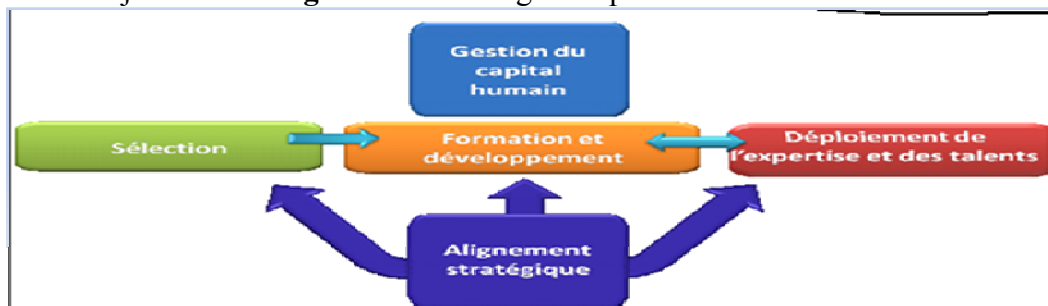 Gestion du
capital
humain
Sélection
Formation et
développement
Déploiement de
l'expertise et des talents
Alignement
stratégique